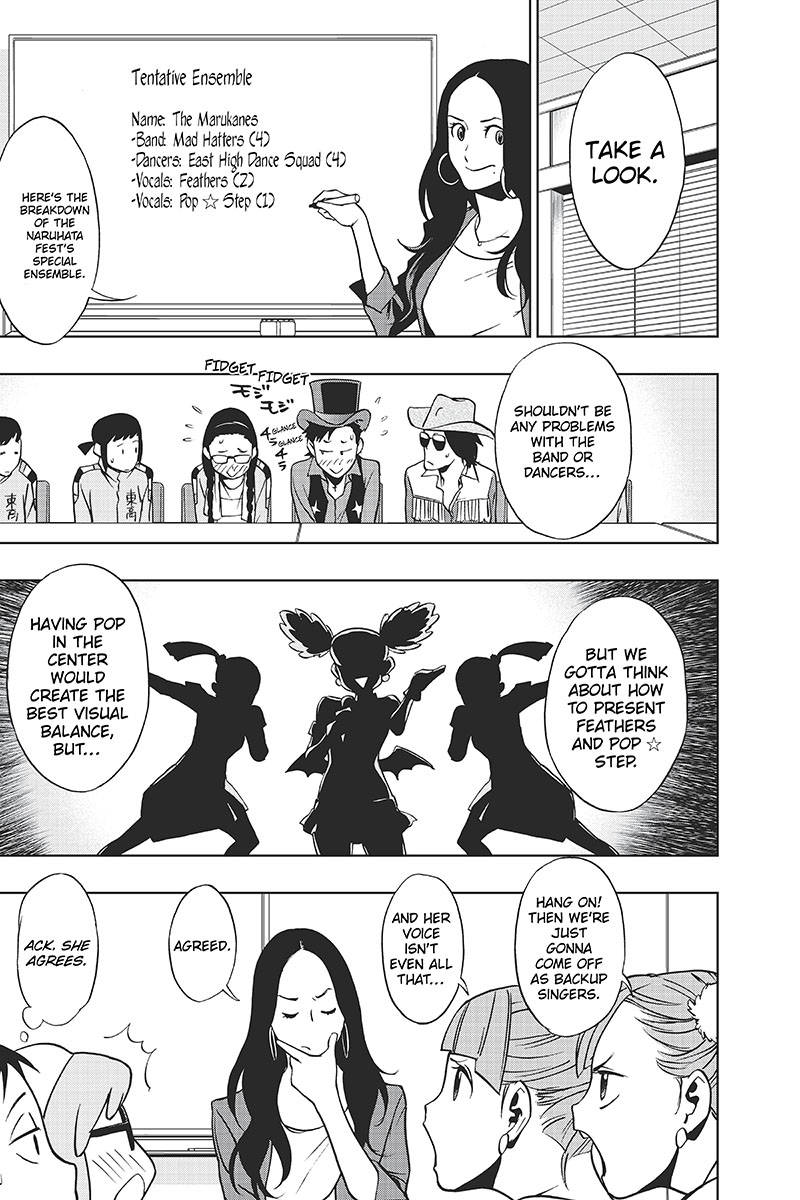 TAKE A
LOOK.
Tentative Ensemble
Name: The Marukanes
-Band: Mad Hatters (4)
-Dancers: East High Dance Squad (4)
-Vocals: Feathers (2)
-Vocals: Pop ☆ Step (1)
HERE'S THE
BREAKDOWN
OF THE
NARUHATA
FEST'S
SPECIAL
ENSEMBLE.
SHOULDN'T BE
ANY PROBLEMS
WITH THE
BAND OR
DANCERS...
FIDGET FIDGET
モジ
モジ
GLANCE
GLANCE
チラ
チラ
東高
東高
BUT WE
GOTTA THINK
ABOUT HOW
TO PRESENT
FEATHERS
AND POP ☆
STEP.
HAVING POP
IN THE
CENTER
WOULD
CREATE THE
BEST VISUAL
BALANCE,
BUT...
HANG ON!
THEN WE'RE
JUST
GONNA
COME OFF
AS BACKUP
SINGERS.
AND HER
VOICE
ISN'T
EVEN ALL
THAT...
AGREED.
ACK. SHE
AGREES.